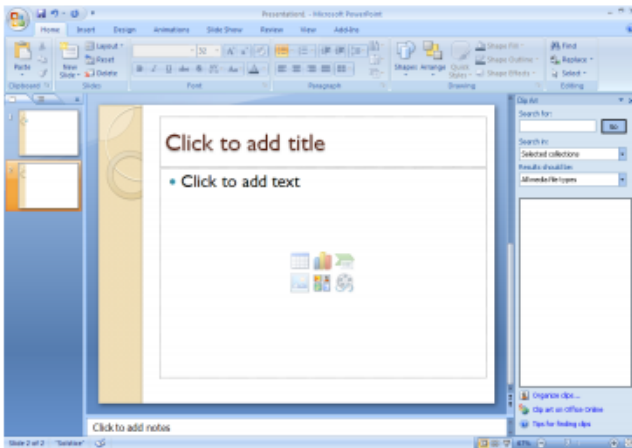 Presentation1 - Microsoft PowerPoint
Home Insert Design Animations Slide Show Review View Add-Ins
Paste
New Slide
Layout
Reset
Delete
Shapes Arrange Quick Styles
Shape Fill
Shape Outline
Shape Effects
Find
Replace
Select
Clipboard Slides Font Paragraph Drawing Editing
Clip Art
Search for:
Go
Search in:
Selected collections
Results should be:
All media file types
Click to add title
• Click to add text
Organize clips...
Clip art on Office Online
Tips for finding clips
Click to add notes
Slide 2 of 2 "Solstice" 47%